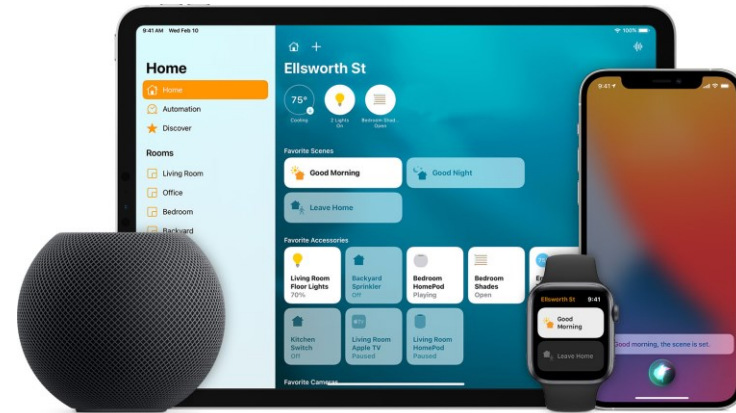 9:41 AM Wed Feb 10
100%
Home
Home
Automation
Discover
Rooms
Living Room
Office
Bedroom
Backyard
Ellsworth St
75°
Cooling
2 Lights
On
Bedroom Shad...
Open
Favorite Scenes
Good Morning
Good Night
Leave Home
Favorite Accessories
Living Room
Floor Lights
70%
Backyard
Sprinkler
Off
Bedroom
HomePod
Playing
Bedroom
Shades
Open
Kitchen
Switch
Off
Living Room
Apple TV
Paused
Living Room
HomePod
Paused
Favorite Cameras
Ellsworth St 9:41
Good
Morning
Leave Home
9:41
Good morning, the scene is set.